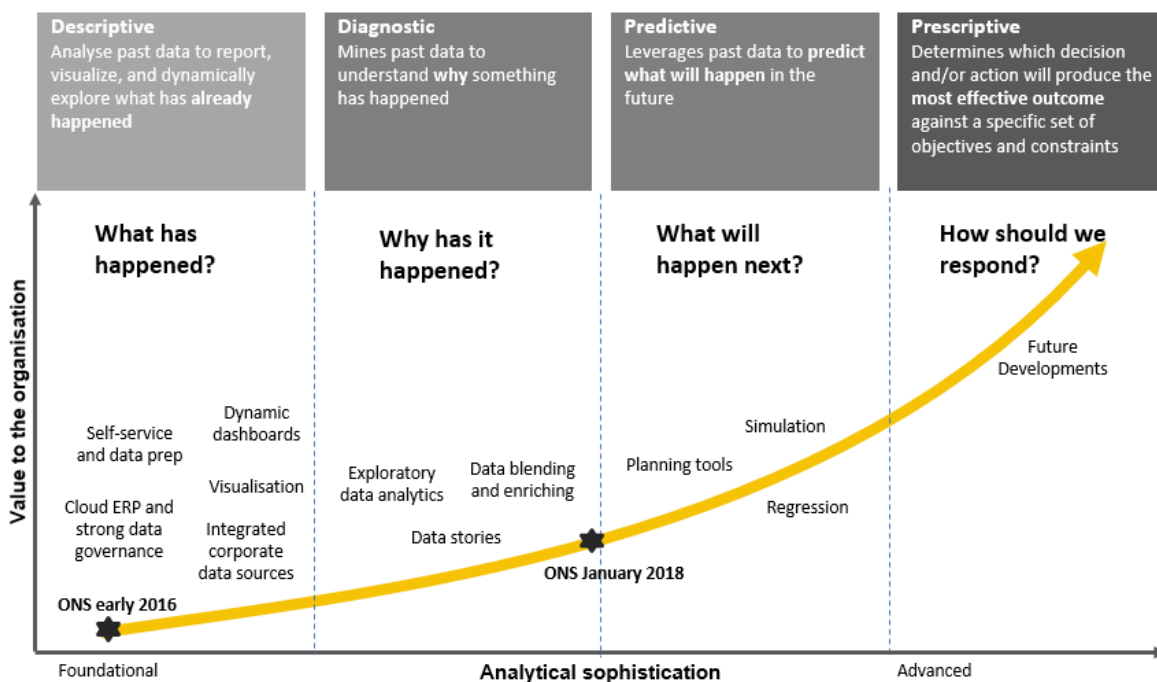 Descriptive
Analyse past data to report,
visualize, and dynamically
explore what has already
happened
Diagnostic
Mines past data to
understand why something
has happened
Predictive
Leverages past data to predict
what will happen in the
future
Prescriptive
Determines which decision
and/or action will produce the
most effective outcome
against a specific set of
objectives and constraints
Value to the organisation
What has
happened?
Why has it
happened?
What will
happen next?
How should we
respond?
Self-service
and data prep
Dynamic
dashboards
Visualisation
Cloud ERP and
strong data
governance
Integrated
corporate
data sources
ONS early 2016
Exploratory
data analytics
Data blending
and enriching
Data stories
ONS January 2018
Planning tools
Simulation
Regression
Future
Developments
Foundational
Analytical sophistication
Advanced